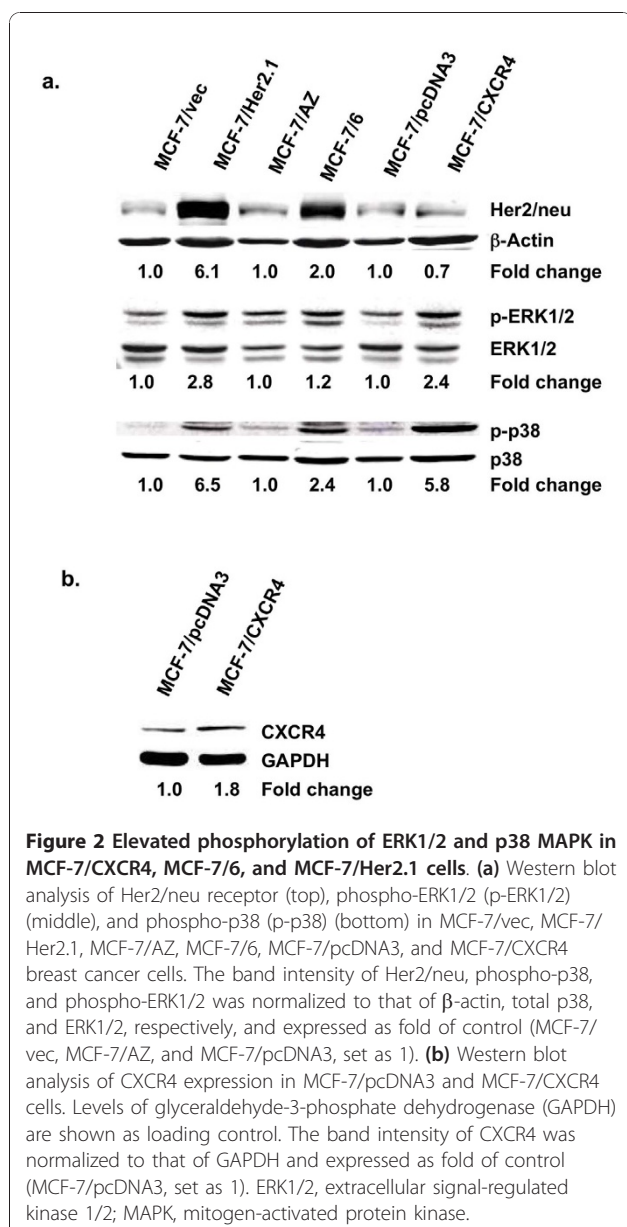 a.
MCF-7/vec MCF-7/Her2.1 MCF-7/AZ MCF-7/6 MCF-7/pcDNA3 MCF-7/CXCR4
Her2/neu
β-Actin
1.0 6.1 1.0 2.0 1.0 0.7 Fold change
p-ERK1/2
ERK1/2
1.0 2.8 1.0 1.2 1.0 2.4 Fold change
p-p38
p38
1.0 6.5 1.0 2.4 1.0 5.8 Fold change
b.
MCF-7/pcDNA3 MCF-7/CXCR4
CXCR4
GAPDH
1.0 1.8 Fold change
Figure 2 Elevated phosphorylation of ERK1/2 and p38 MAPK in
MCF-7/CXCR4, MCF-7/6, and MCF-7/Her2.1 cells. (a) Western blot
analysis of Her2/neu receptor (top), phospho-ERK1/2 (p-ERK1/2)
(middle), and phospho-p38 (p-p38) (bottom) in MCF-7/vec, MCF-7/
Her2.1, MCF-7/AZ, MCF-7/6, MCF-7/pcDNA3, and MCF-7/CXCR4
breast cancer cells. The band intensity of Her2/neu, phospho-p38,
and phospho-ERK1/2 was normalized to that of β-actin, total p38,
and ERK1/2, respectively, and expressed as fold of control (MCF-7/
vec, MCF-7/AZ, and MCF-7/pcDNA3, set as 1). (b) Western blot
analysis of CXCR4 expression in MCF-7/pcDNA3 and MCF-7/CXCR4
cells. Levels of glyceraldehyde-3-phosphate dehydrogenase (GAPDH)
are shown as loading control. The band intensity of CXCR4 was
normalized to that of GAPDH and expressed as fold of control
(MCF-7/pcDNA3, set as 1). ERK1/2, extracellular signal-regulated
kinase 1/2; MAPK, mitogen-activated protein kinase.